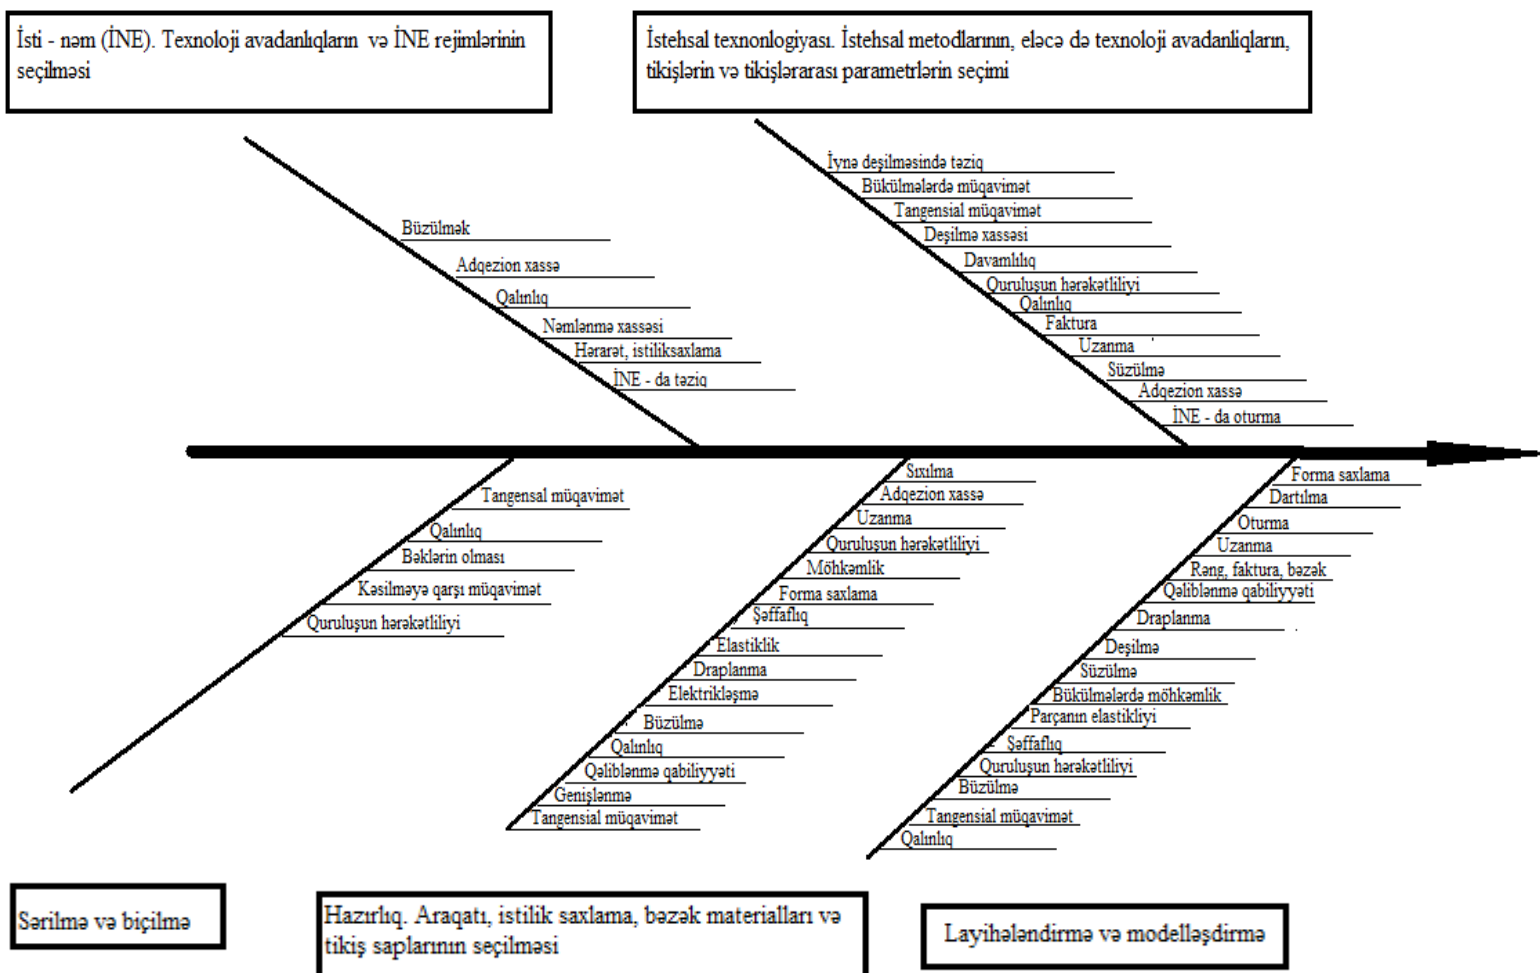 İsti - nəm (İNE). Texnoloji avadanlıqların və İNE rejimlərinin
seçilməsi
İstehsal texnonlogiyası. İstehsal metodlarının, eləcə də texnoloji avadanliqların,
tikişlərin və tikişlərarası parametrlərin seçimi
Büzülmək
Adqezion xassə
Qalınlıq
Nəmlənmə xassəsi
Hərarət, istiliksaxlama
İNE - da təziq
İynə deşilməsində təziq
Bükülmələrdə müqavimət
Tangensial müqavimət
Deşilmə xassəsi
Davamlılıq
Quruluşun hərəkətliliyi
Qalınlıq
Faktura
Uzanma
Süzülmə
Adqezion xassə
İNE - da oturma
Tangensal müqavimət
Qalınlıq
Bəklərin olması
Kəsilməyə qarşı müqavimət
Quruluşun hərəkətliliyi
Sıxılma
Adqezion xassə
Uzanma
Quruluşun hərəkətliliyi
Möhkəmlik
Forma saxlama
Şəffaflıq
Elastiklik
Draplanma
Elektrikləşmə
Büzülmə
Qalınlıq
Qəliblənmə qabiliyyəti
Genişlənmə
Tangensial müqavimət
Forma saxlama
Dartılma
Oturma
Uzanma
Rəng, faktura, bəzək
Qəliblənmə qabiliyyəti
Draplanma
Deşilmə
Süzülmə
Bükülmələrdə möhkəmlik
Parçanın elastikliyi
Şəffaflıq
Quruluşun hərəkətliliyi
Büzülmə
Tangensial müqavimət
Qalınlıq
Sərilmə və biçilmə
Hazırlıq. Araqatı, istilik saxlama, bəzək materialları və
tikiş saplarının seçilməsi
Layihələndirmə və modelləşdirmə